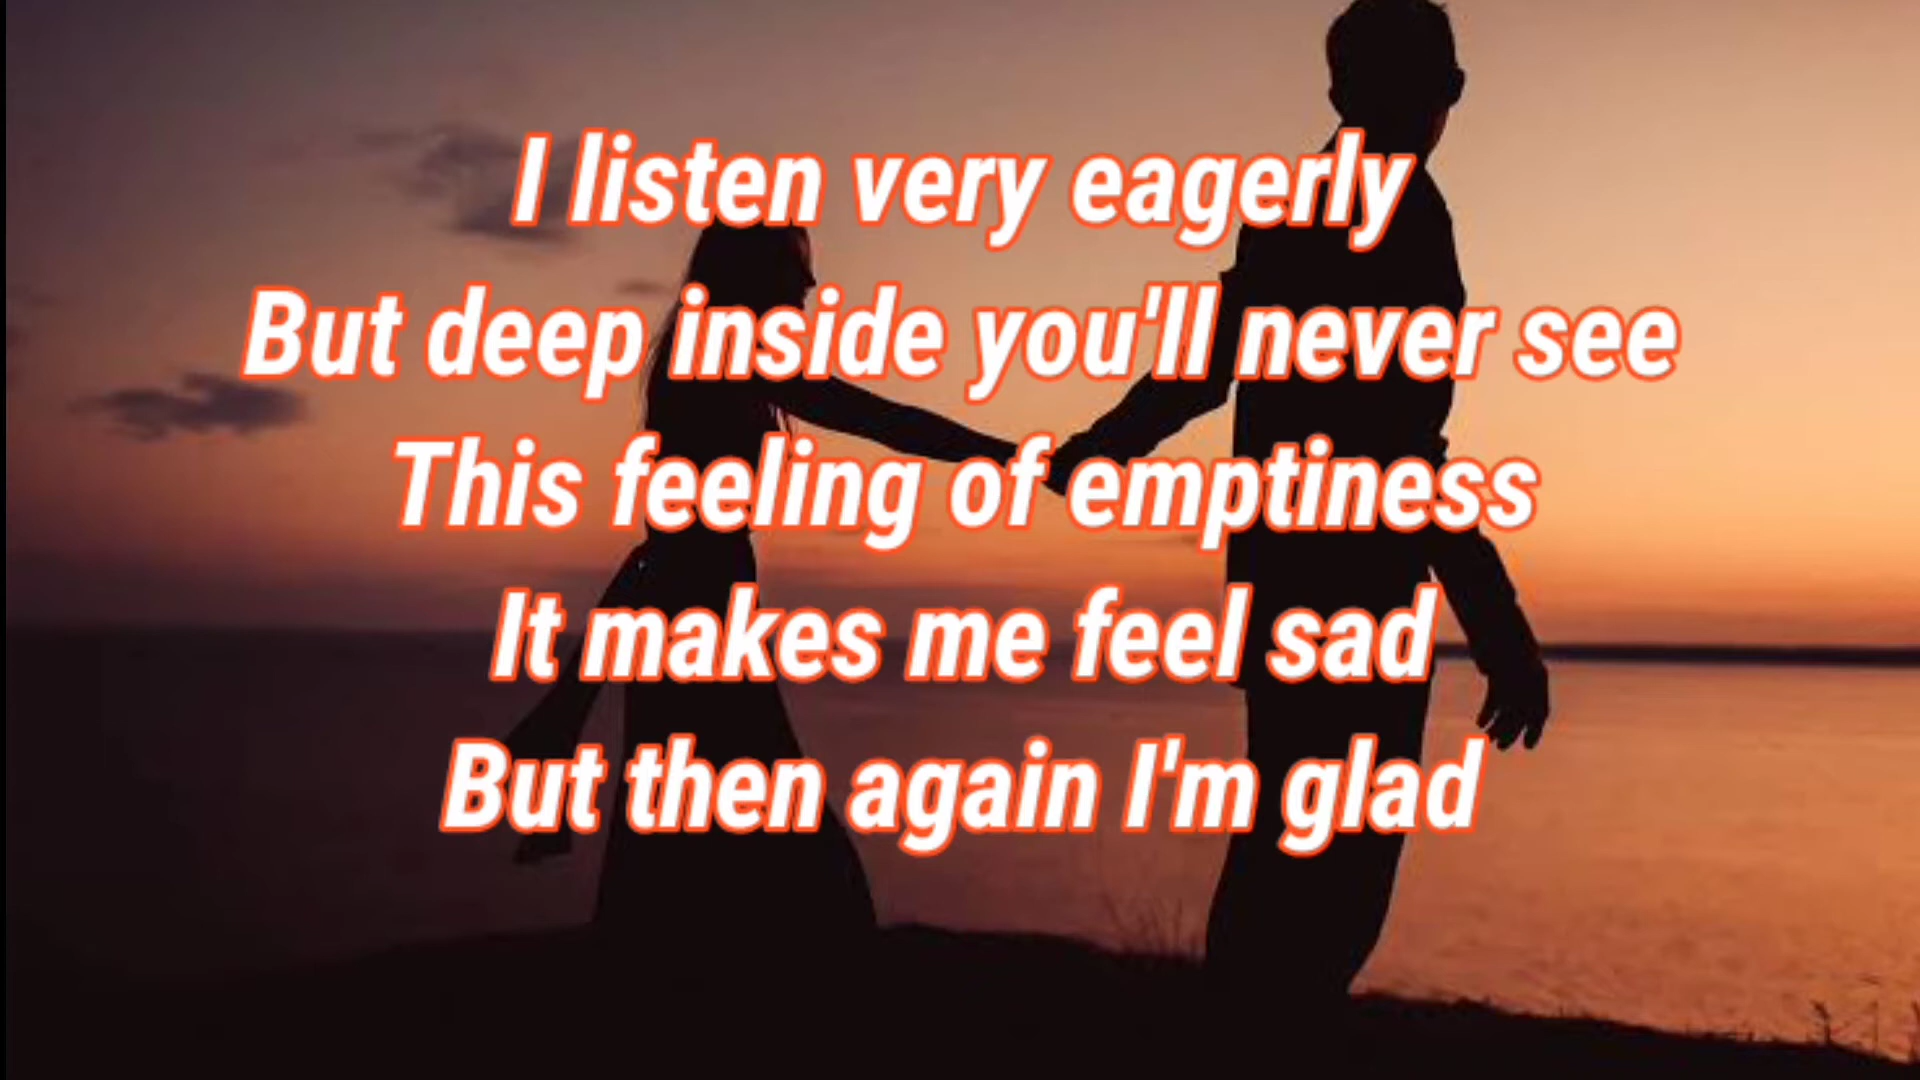 I listen very eagerly
But deep inside you'll never see
This feeling of emptiness
It makes me feel sad
But then again I'm glad